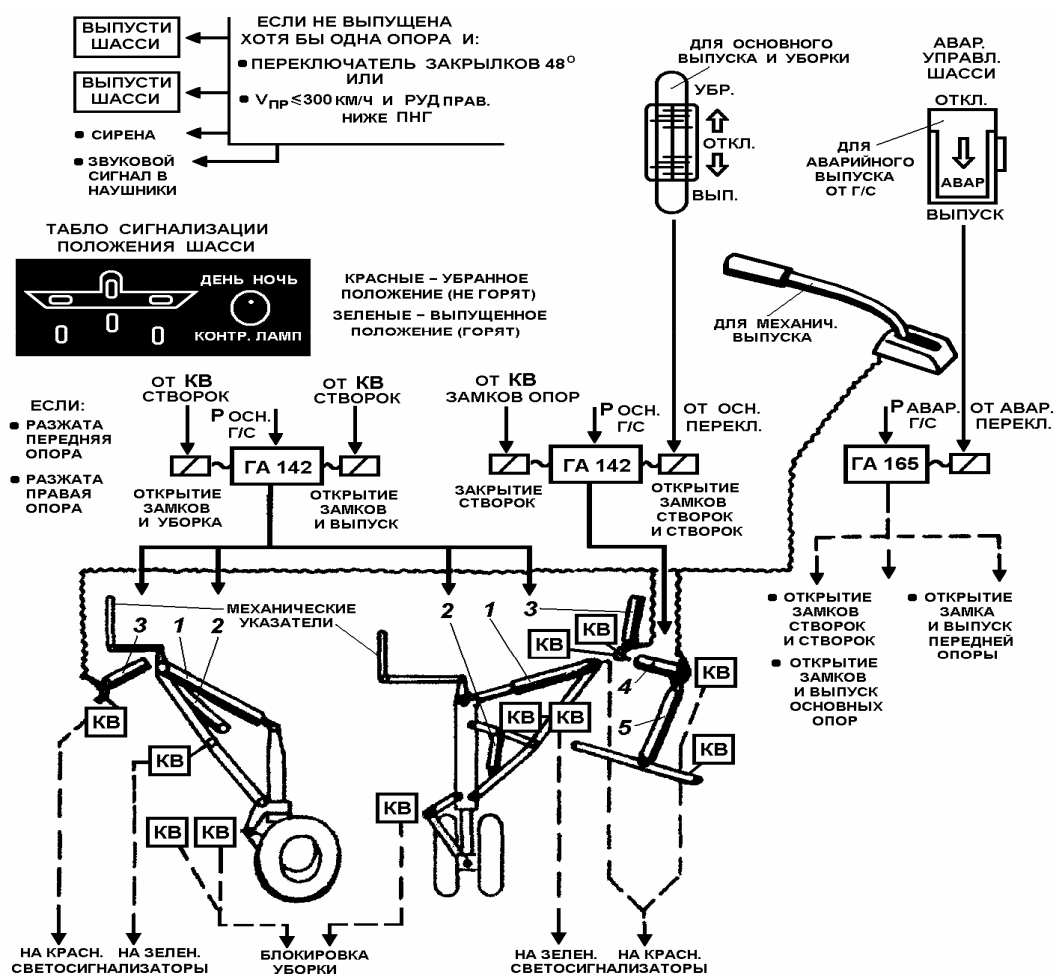 ВЫПУСТИ
ШАССИ
ВЫПУСТИ
ШАССИ
• СИРЕНА
• ЗВУКОВОЙ
СИГНАЛ В
НАУШНИКИ
ЕСЛИ НЕ ВЫПУЩЕНА
ХОТЯ БЫ ОДНА ОПОРА И:
• ПЕРЕКЛЮЧАТЕЛЬ ЗАКРЫЛКОВ 48°
ИЛИ
• VПР ≤300 КМ/Ч И РУД ПРАВ.
НИЖЕ ПНГ
ДЛЯ ОСНОВНОГО
ВЫПУСКА И УБОРКИ
УБР.
ОТКЛ.
ВЫП.
АВАР.
УПРАВЛ.
ШАССИ
ОТКЛ.
ДЛЯ
АВАРИЙНОГО
ВЫПУСКА
ОТ Г/С
АВАР
ВЫПУСК
ТАБЛО СИГНАЛИЗАЦИИ
ПОЛОЖЕНИЯ ШАССИ
ДЕНЬ НОЧЬ
КОНТР. ЛАМП
КРАСНЫЕ – УБРАННОЕ
ПОЛОЖЕНИЕ (НЕ ГОРЯТ)
ЗЕЛЕНЫЕ – ВЫПУЩЕННОЕ
ПОЛОЖЕНИЕ (ГОРЯТ)
ДЛЯ МЕХАНИЧ.
ВЫПУСКА
ЕСЛИ:
• РАЗЖАТА
ПЕРЕДНЯЯ
ОПОРА
• РАЗЖАТА
ПРАВАЯ
ОПОРА
ОТ КВ
СТВОРОК
Р ОСН.
Г/С
ОТ КВ
СТВОРОК
ГА 142
ОТКРЫТИЕ
ЗАМКОВ
И УБОРКА
ОТКРЫТИЕ
ЗАМКОВ
И ВЫПУСК
ОТ КВ
ЗАМКОВ ОПОР
Р ОСН.
Г/С
ОТ ОСН.
ПЕРЕКЛ.
ГА 142
ЗАКРЫТИЕ
СТВОРОК
ОТКРЫТИЕ
ЗАМКОВ
СТВОРОК
И СТВОРОК
Р АВАР.
Г/С
ОТ АВАР.
ПЕРЕКЛ.
ГА 165
• ОТКРЫТИЕ
ЗАМКОВ
СТВОРОК
И СТВОРОК
• ОТКРЫТИЕ
ЗАМКОВ
И ВЫПУСК
ОСНОВНЫХ
ОПОР
• ОТКРЫТИЕ
ЗАМКА
И ВЫПУСК
ПЕРЕДНЕЙ
ОПОРЫ
МЕХАНИЧЕСКИЕ
УКАЗАТЕЛИ
3 1 2
2 1 3
4
5
КВ
КВ
КВ
КВ
КВ
КВ
КВ
КВ
КВ
КВ
КВ
НА КРАСН.
СВЕТОСИГНАЛИЗАТОРЫ
НА ЗЕЛЕН.
БЛОКИРОВКА
УБОРКИ
НА ЗЕЛЕН.
СВЕТОСИГНАЛИЗАТОРЫ
НА КРАСН.